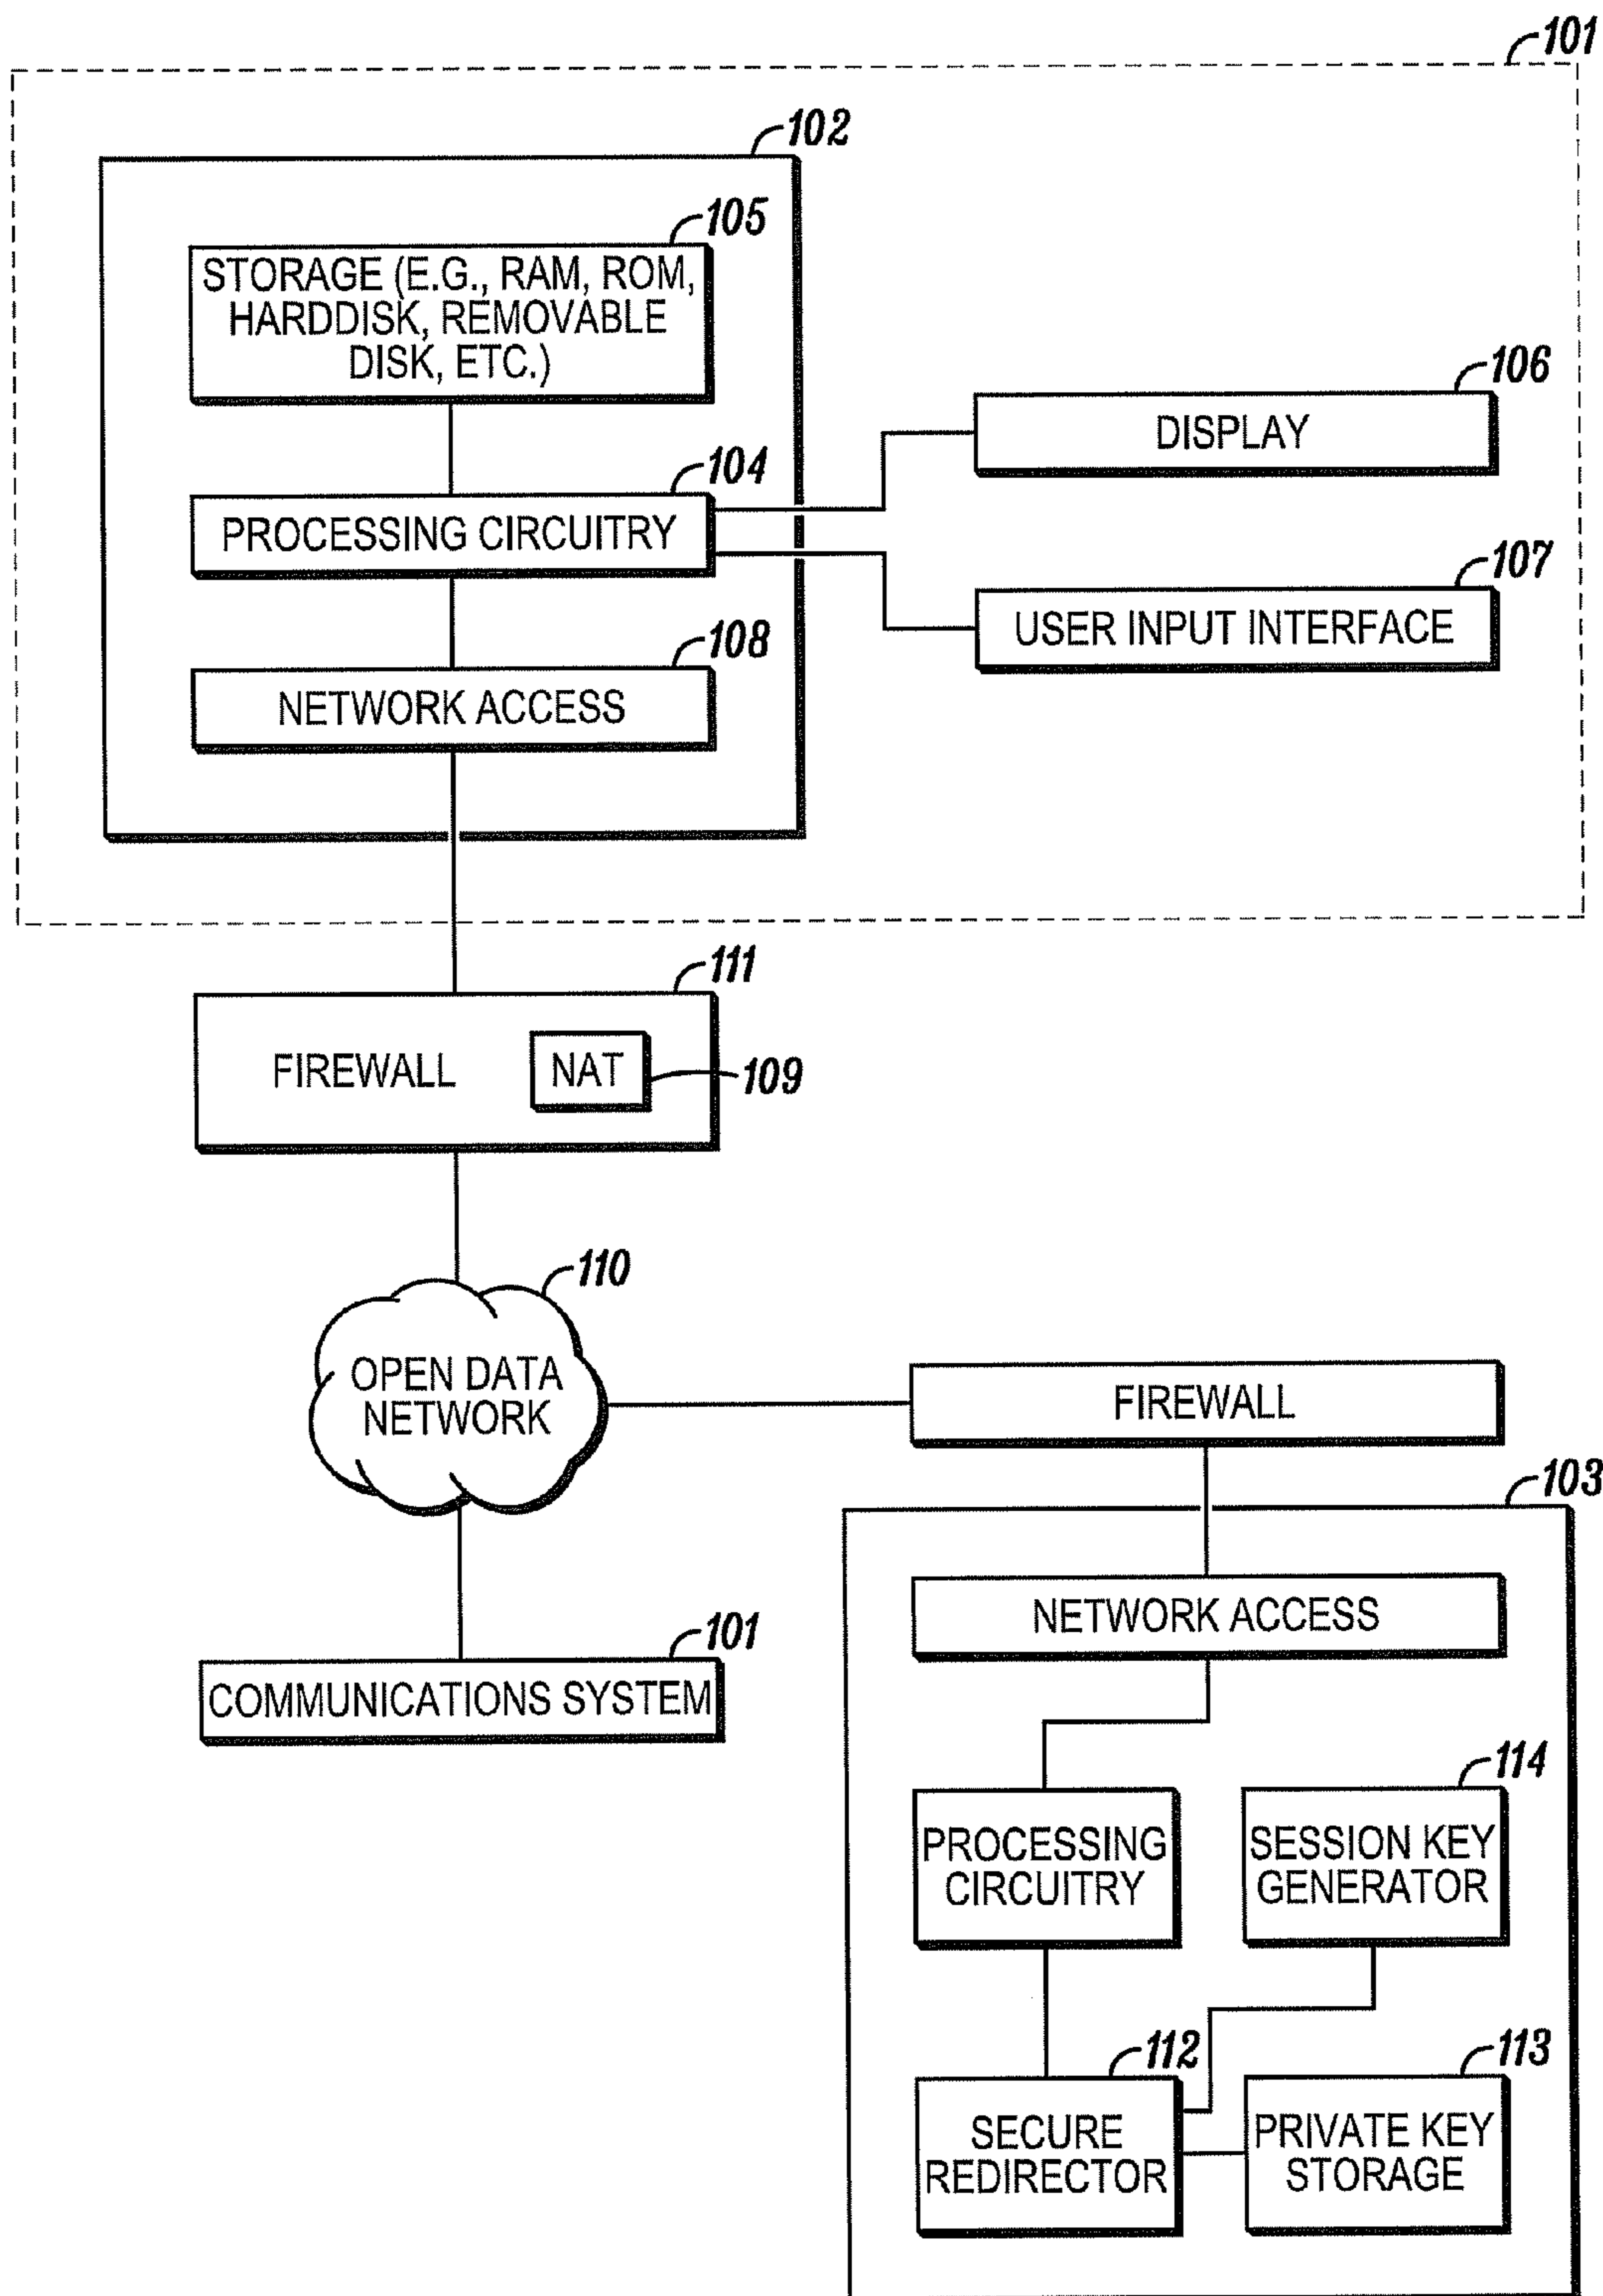 101
102
105
STORAGE (E.G., RAM, ROM,
HARDDISK, REMOVABLE
DISK, ETC.)
106
DISPLAY
104
PROCESSING CIRCUITRY
107
USER INPUT INTERFACE
108
NETWORK ACCESS
111
FIREWALL
NAT
109
110
OPEN DATA
NETWORK
FIREWALL
103
NETWORK ACCESS
101
COMMUNICATIONS SYSTEM
114
PROCESSING
CIRCUITRY
SESSION KEY
GENERATOR
112
113
SECURE
REDIRECTOR
PRIVATE KEY
STORAGE